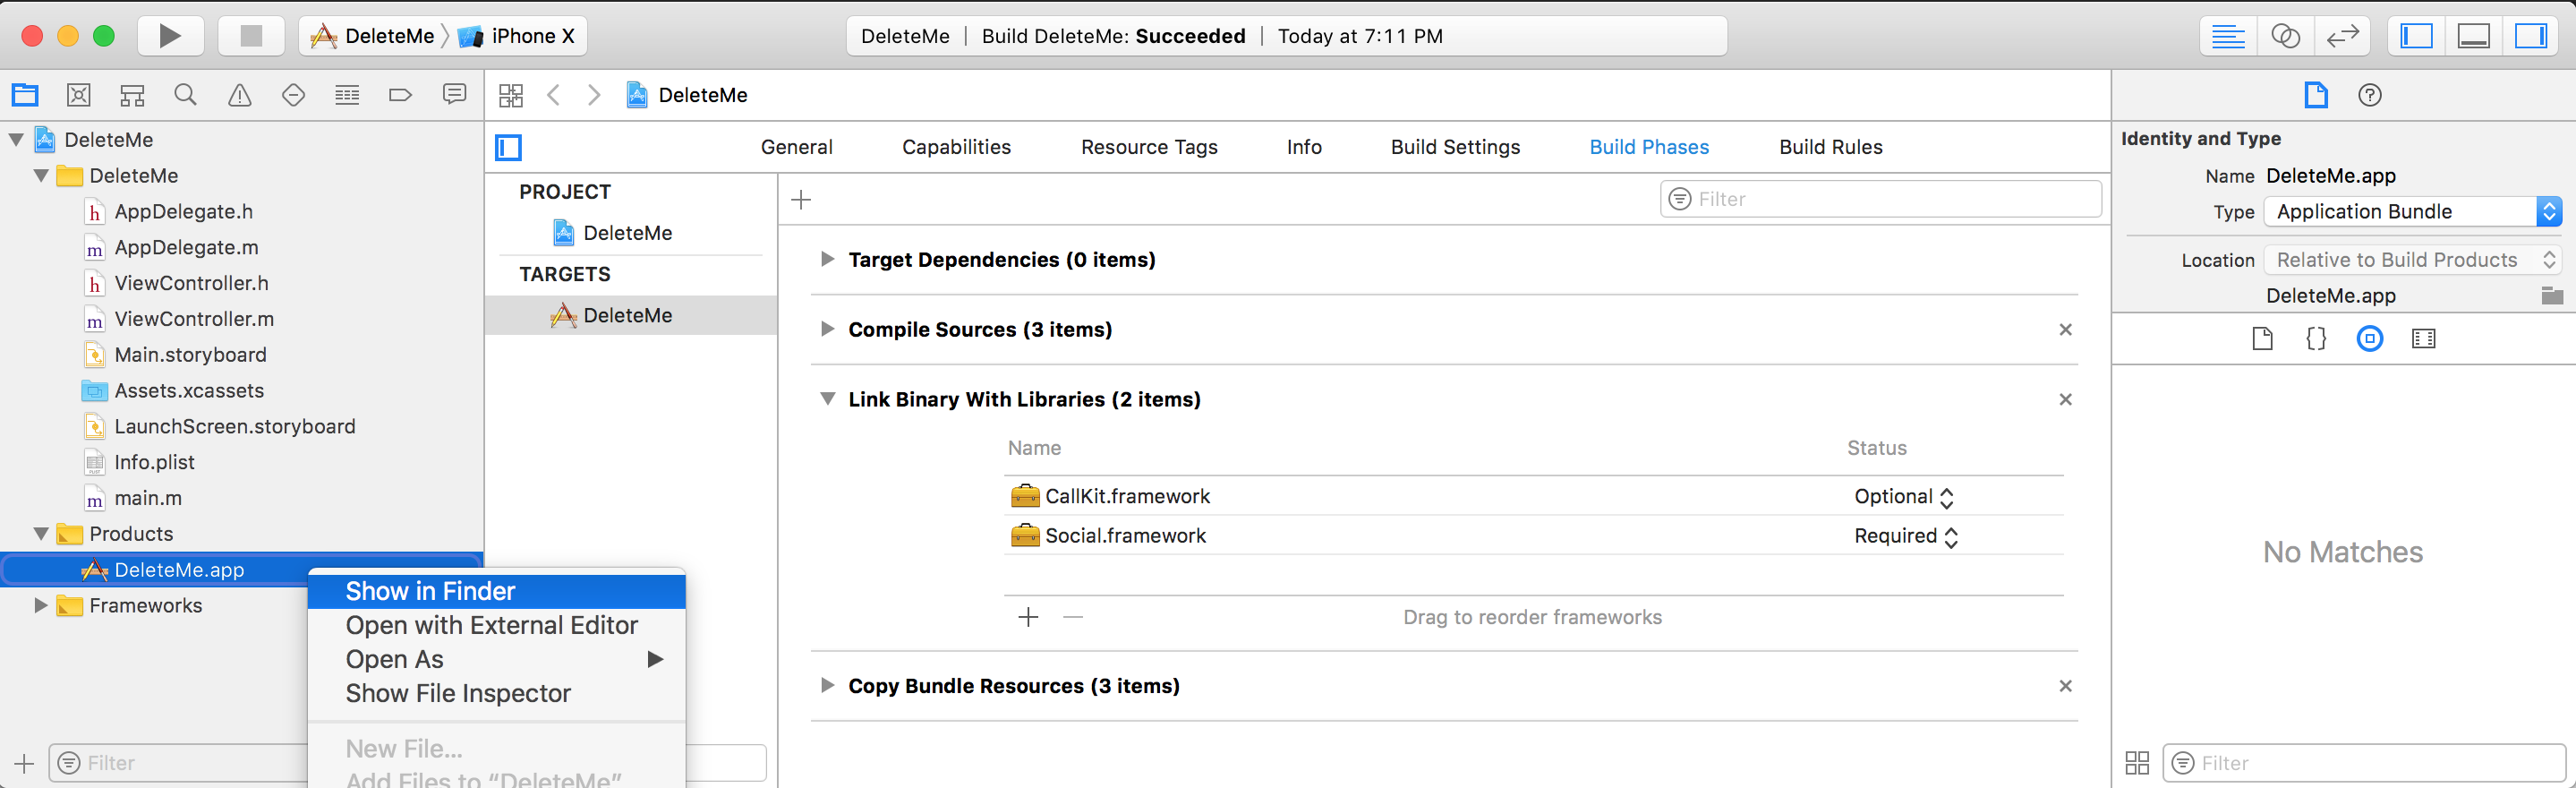 DeleteMe
iPhone X
DeleteMe | Build DeleteMe: Succeeded | Today at 7:11 PM
DeleteMe
DeleteMe
AppDelegate.h
AppDelegate.m
ViewController.h
ViewController.m
Main.storyboard
Assets.xcassets
LaunchScreen.storyboard
Info.plist
main.m
Products
DeleteMe.app
Frameworks
Filter
Show in Finder
Open with External Editor
Open As
Show File Inspector
New File...
Add Files to “DeleteMe”
DeleteMe
General Capabilities Resource Tags Info Build Settings Build Phases Build Rules
PROJECT
DeleteMe
TARGETS
DeleteMe
Filter
Target Dependencies (0 items)
Compile Sources (3 items)
Link Binary With Libraries (2 items)
Name Status
CallKit.framework Optional
Social.framework Required
Drag to reorder frameworks
Copy Bundle Resources (3 items)
Identity and Type
Name DeleteMe.app
Type Application Bundle
Location Relative to Build Products
DeleteMe.app
No Matches
Filter